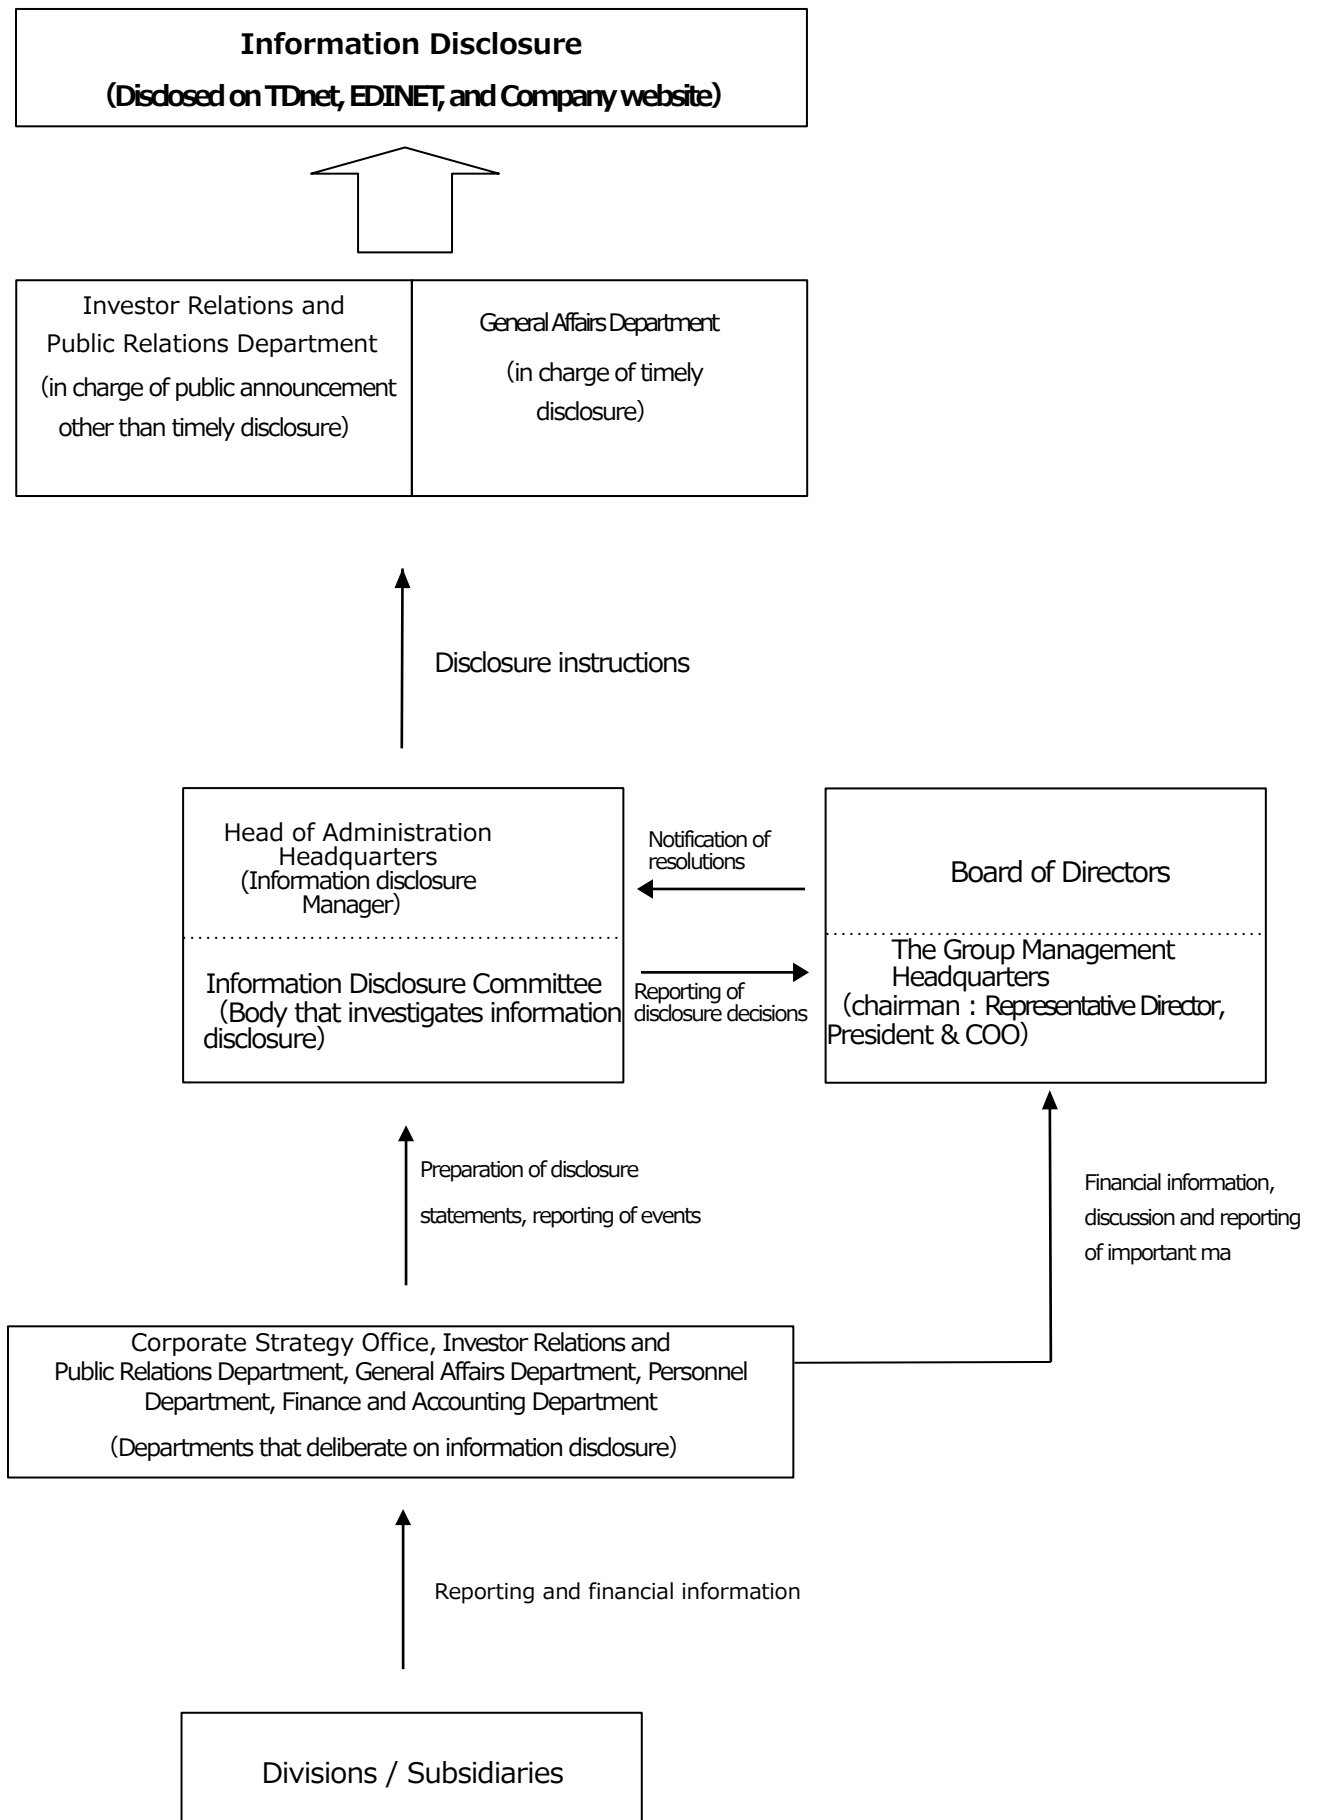 Information Disclosure
（Disclosed on TDnet, EDINET, and Company website）
Investor Relations and
Public Relations Department
（in charge of public announcement
other than timely disclosure）
General Affairs Department
（in charge of timely
disclosure）
Disclosure instructions
Head of Administration
Headquarters
（Information disclosure
Manager）
Information Disclosure Committee
（Body that investigates information
disclosure）
Notification of
resolutions
Reporting of
disclosure decisions
Board of Directors
The Group Management
Headquarters
（chairman：Representative Director,
President & COO）
Preparation of disclosure
statements, reporting of events
Financial information,
discussion and reporting
of important ma
Corporate Strategy Office, Investor Relations and
Public Relations Department, General Affairs Department, Personnel
Department, Finance and Accounting Department
（Departments that deliberate on information disclosure）
Reporting and financial information
Divisions / Subsidiaries